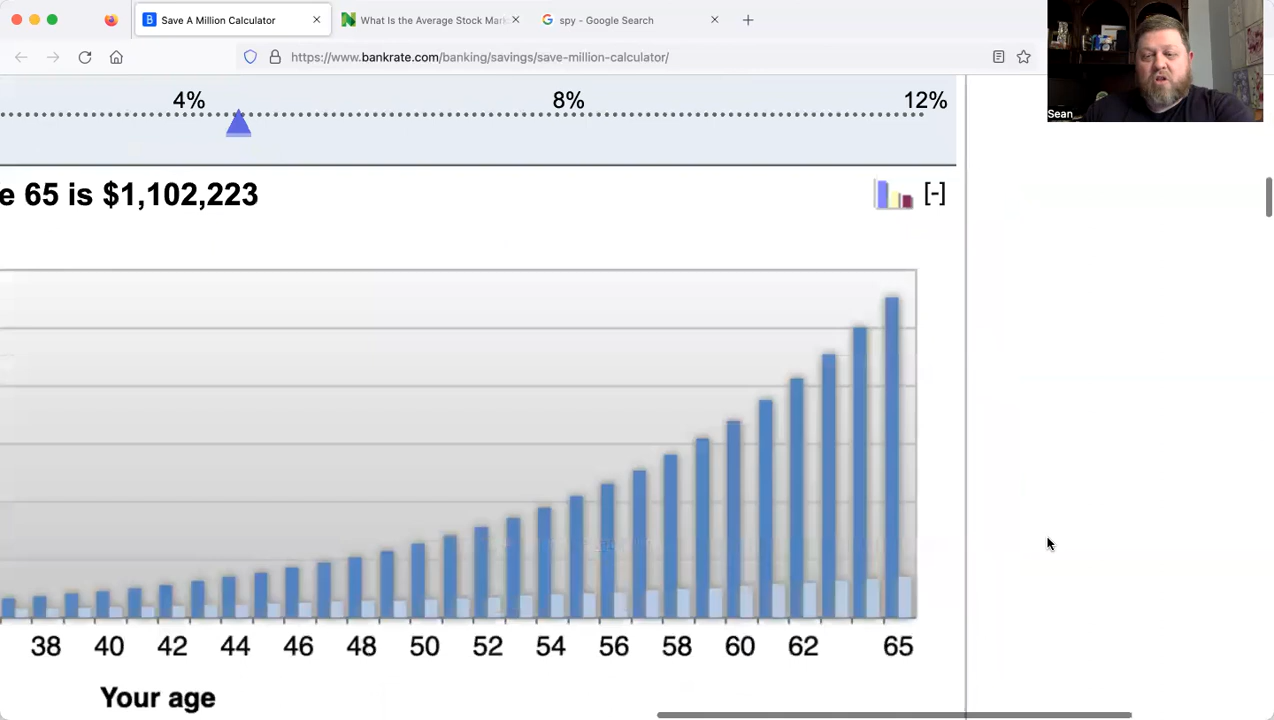 Save A Million Calculator
What Is the Average Stock Mark
spy - Google Search
https://www.bankrate.com/banking/savings/save-million-calculator/
Sean
4% 8% 12%
e 65 is $1,102,223 [-]
38 40 42 44 46 48 50 52 54 56 58 60 62 65
Your age